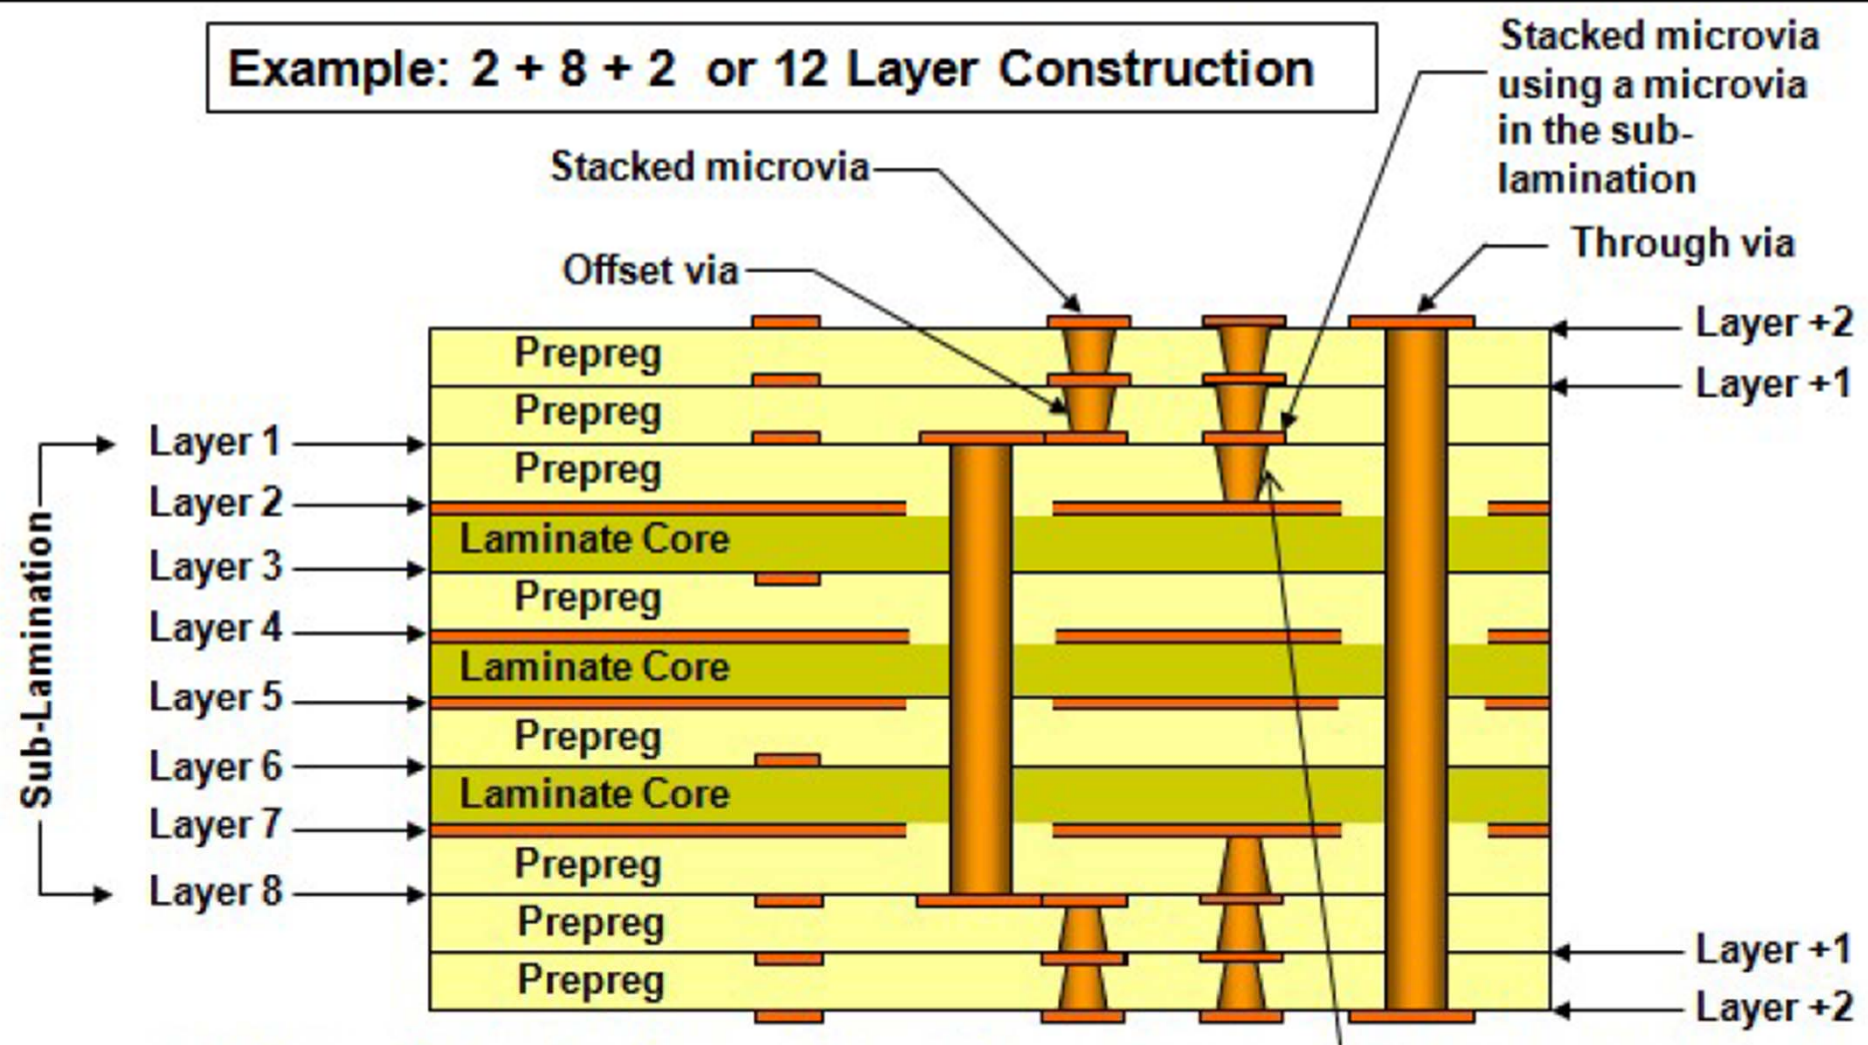 Example: 2 + 8 + 2 or 12 Layer Construction
Stacked microvia
using a microvia
in the sub-
lamination
Stacked microvia
Through via
Offset via
Layer +2
Prepreg
Layer +1
Prepreg
Layer 1
Prepreg
Layer 2
Laminate Core
Layer 3
Prepreg
Layer 4
Laminate Core
Layer 5
Prepreg
Layer 6
Laminate Core
Layer 7
Prepreg
Layer 8
Prepreg
Layer +1
Prepreg
Layer +2
Sub-Lamination